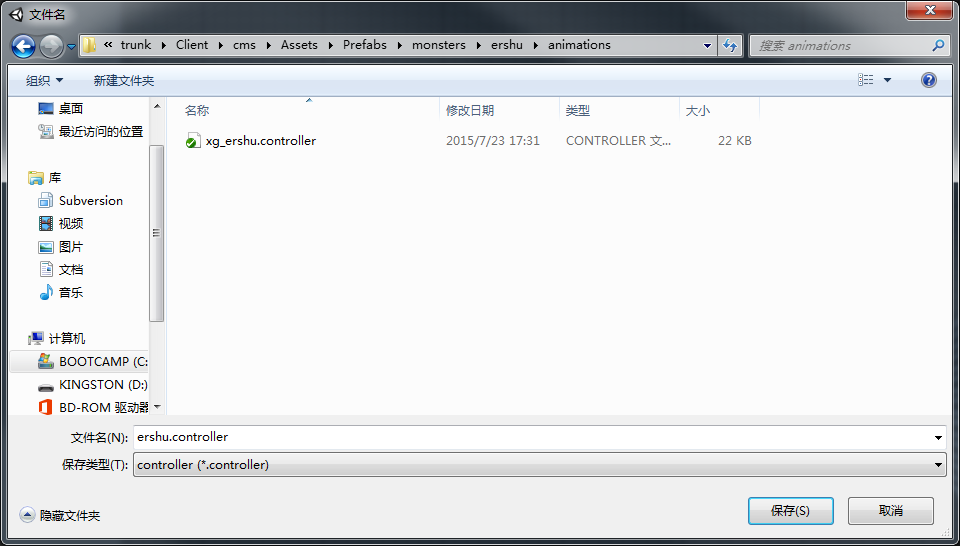 文件名
« trunk Client cms Assets Prefabs monsters ershu animations
搜索 animations
组织 新建文件夹
桌面
最近访问的位置
库
Subversion
视频
图片
文档
音乐
计算机
BOOTCAMP (C:
KINGSTON (D:)
BD-ROM 驱动器
名称 修改日期 类型 大小
xg_ershu.controller 2015/7/23 17:31 CONTROLLER 文... 22 KB
文件名(N): ershu.controller
保存类型(T): controller (*.controller)
隐藏文件夹 保存(S) 取消